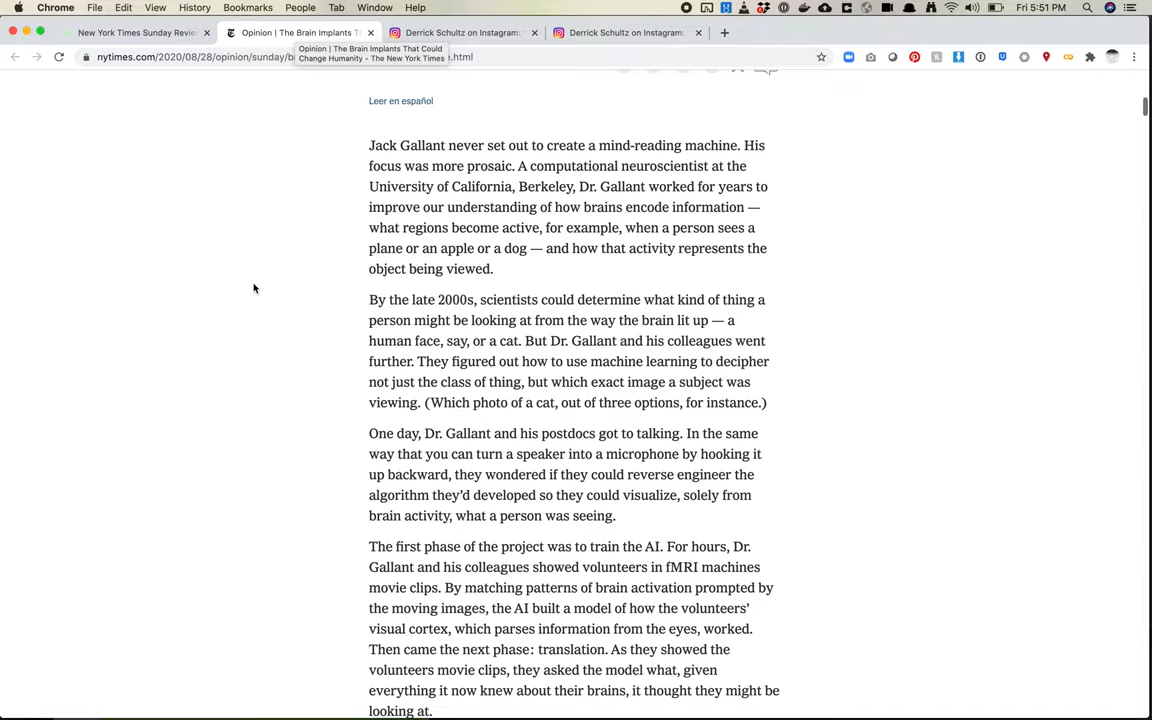 Chrome File Edit View History Bookmarks People Tab Window Help Fri 5:51 PM
New York Times Sunday Revie
Opinion | The Brain Implants T
Derrick Schultz on Instagram:
Derrick Schultz on Instagram:
Opinion | The Brain Implants That Could
Change Humanity - The New York Times
nytimes.com/2020/08/28/opinion/sunday/b
.html
Leer en español
Jack Gallant never set out to create a mind-reading machine. His
focus was more prosaic. A computational neuroscientist at the
University of California, Berkeley, Dr. Gallant worked for years to
improve our understanding of how brains encode information —
what regions become active, for example, when a person sees a
plane or an apple or a dog — and how that activity represents the
object being viewed.
By the late 2000s, scientists could determine what kind of thing a
person might be looking at from the way the brain lit up — a
human face, say, or a cat. But Dr. Gallant and his colleagues went
further. They figured out how to use machine learning to decipher
not just the class of thing, but which exact image a subject was
viewing. (Which photo of a cat, out of three options, for instance.)
One day, Dr. Gallant and his postdocs got to talking. In the same
way that you can turn a speaker into a microphone by hooking it
up backward, they wondered if they could reverse engineer the
algorithm they’d developed so they could visualize, solely from
brain activity, what a person was seeing.
The first phase of the project was to train the AI. For hours, Dr.
Gallant and his colleagues showed volunteers in fMRI machines
movie clips. By matching patterns of brain activation prompted by
the moving images, the AI built a model of how the volunteers’
visual cortex, which parses information from the eyes, worked.
Then came the next phase: translation. As they showed the
volunteers movie clips, they asked the model what, given
everything it now knew about their brains, it thought they might be
looking at.